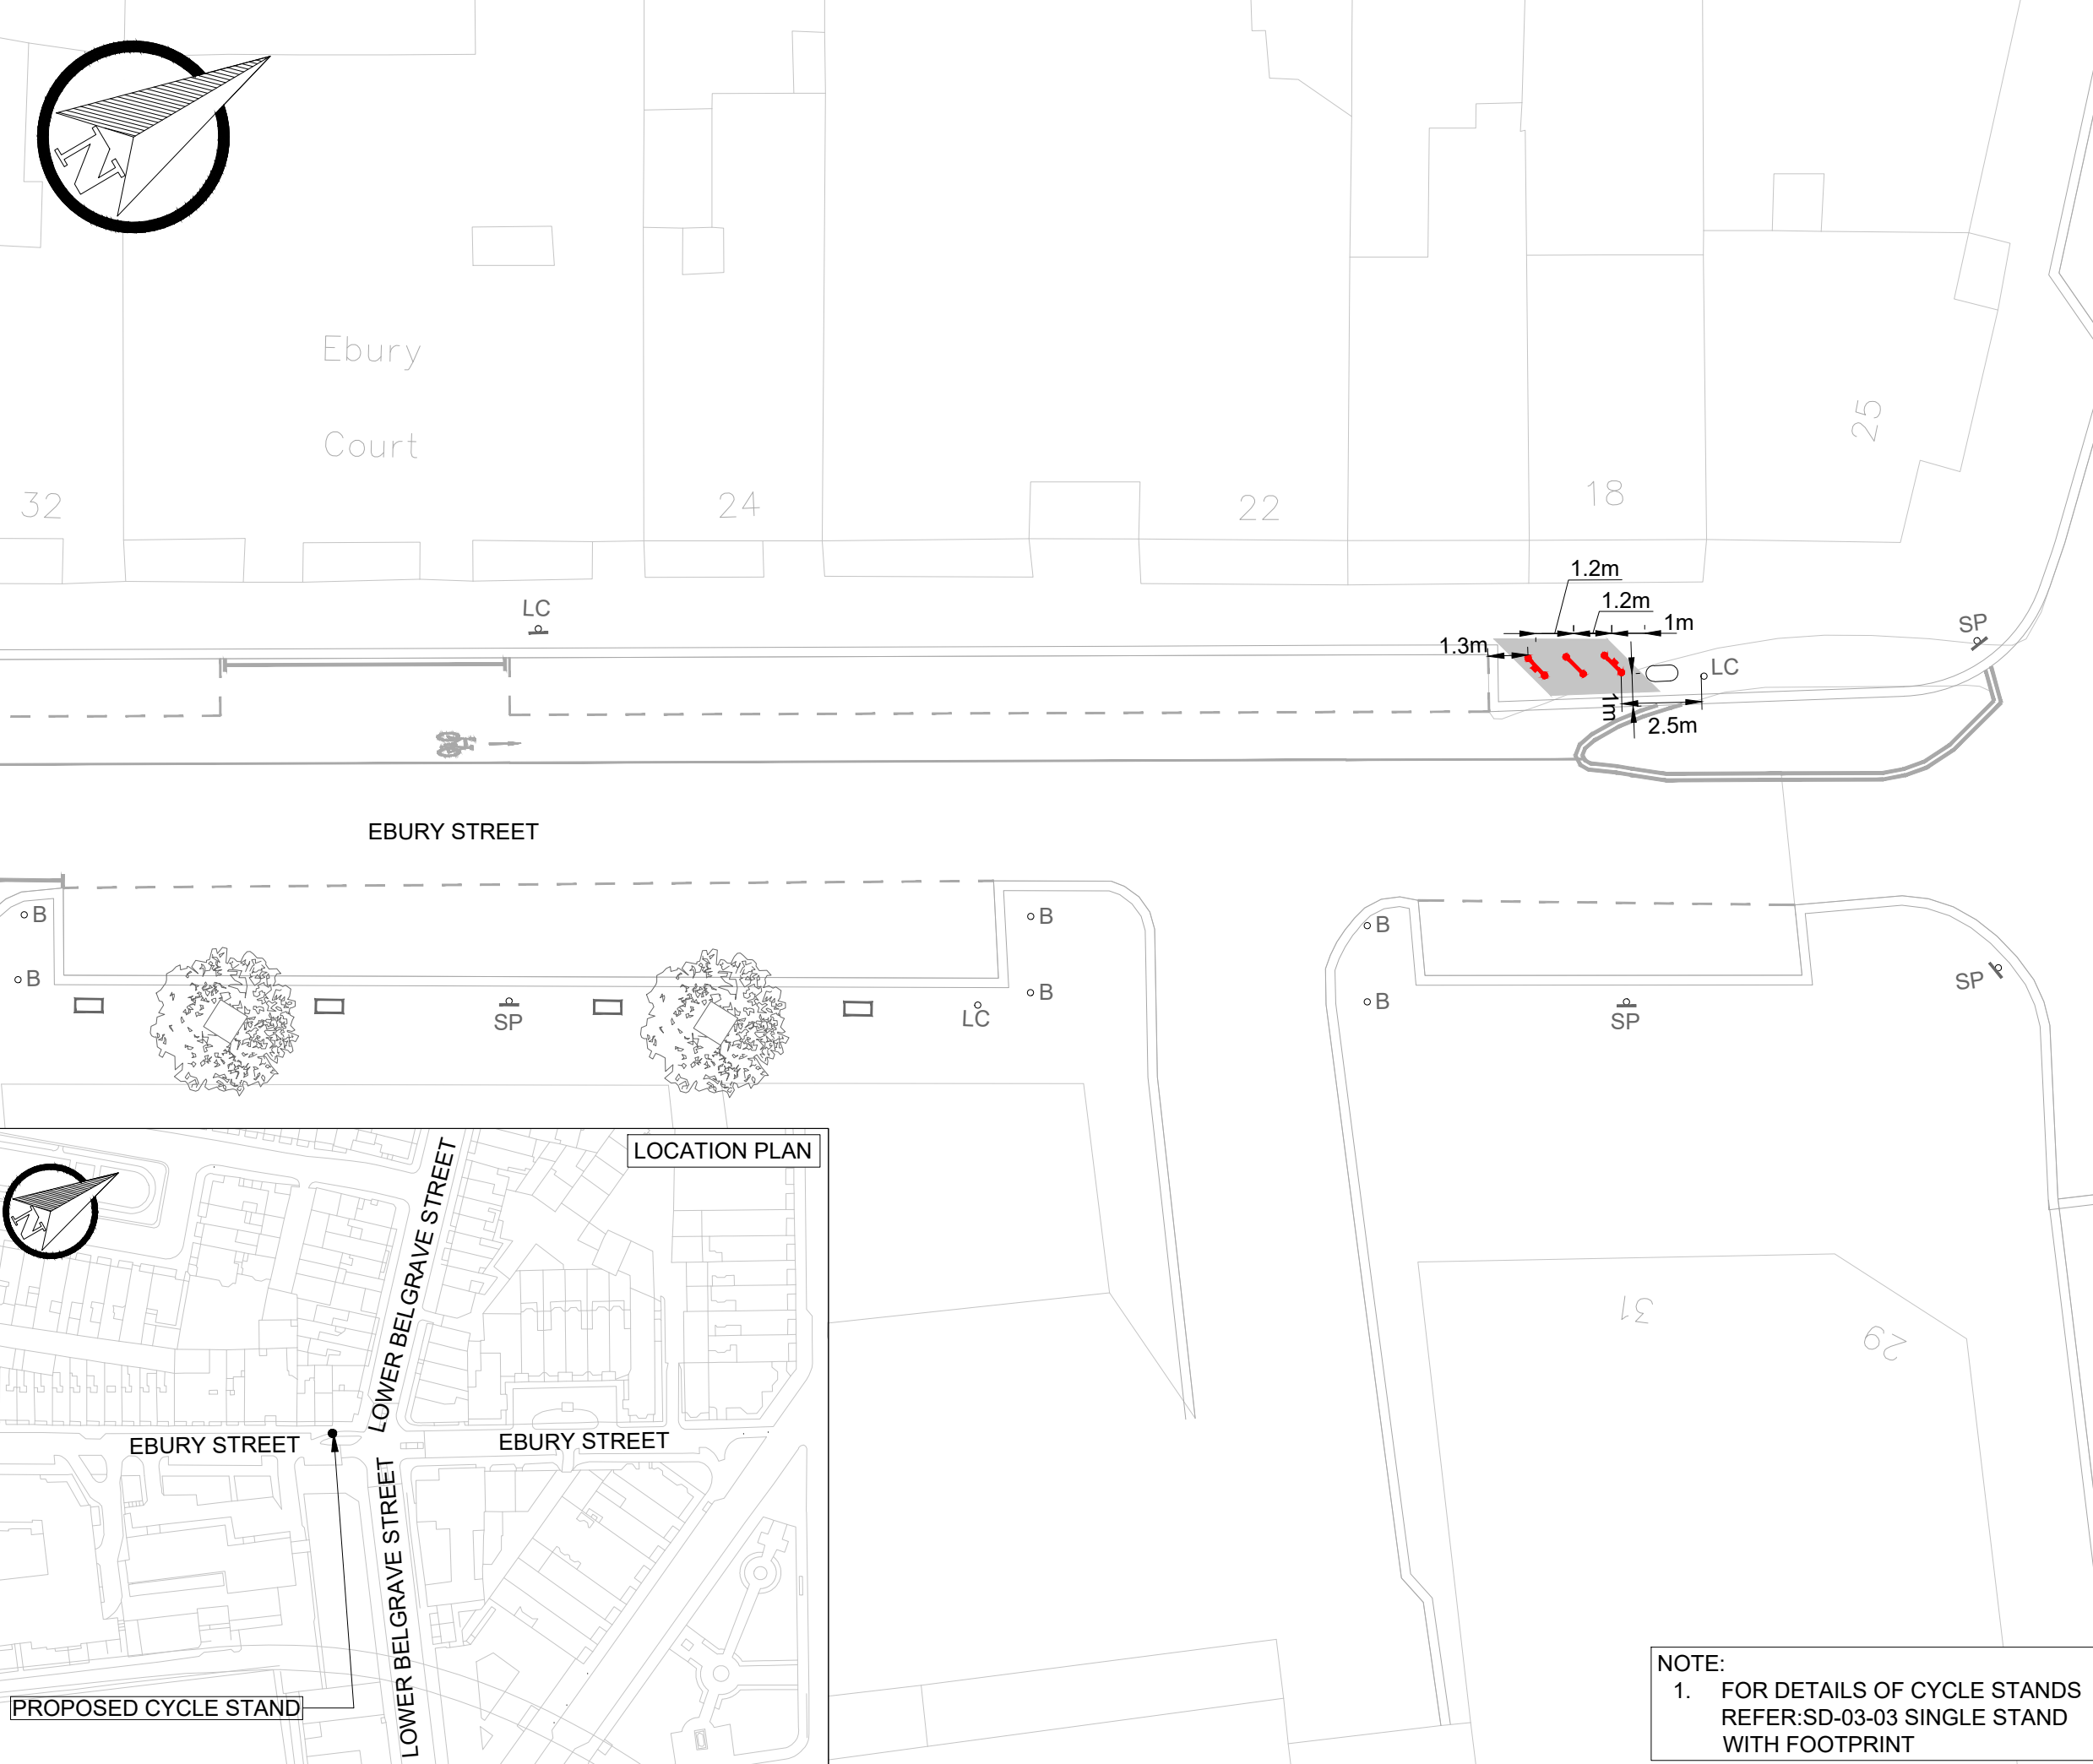 N
Ebury
Court
32
24
22
18
25
1.2m
1.2m
1m
1.3m
LC
SP
LC
1m
2.5m
EBURY STREET
B
B
B
B
B
B
SP
LC
SP
SP
LOCATION PLAN
N
LOWER BELGRAVE STREET
EBURY STREET
EBURY STREET
LOWER BELGRAVE STREET
PROPOSED CYCLE STAND
31
29
NOTE:
1. FOR DETAILS OF CYCLE STANDS
REFER:SD-03-03 SINGLE STAND
WITH FOOTPRINT